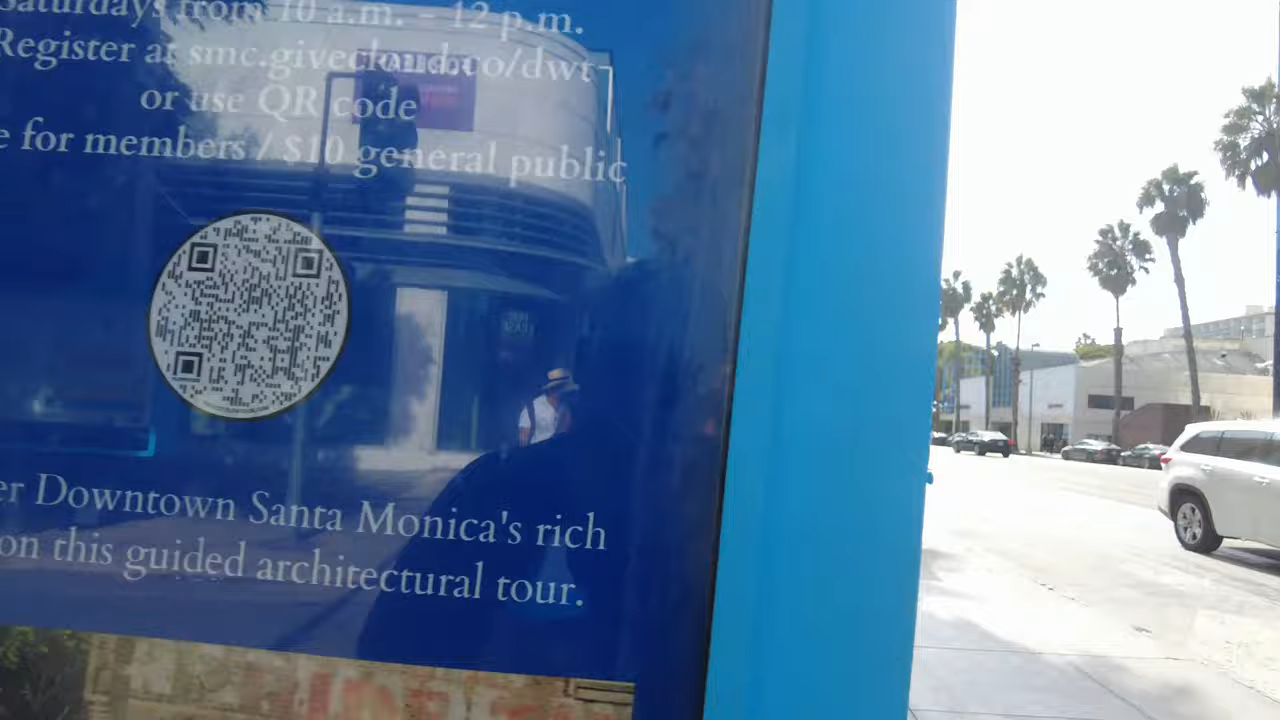 Saturdays from 10 a.m. - 12 p.m.
Register at smc.givecloud.co/dwt
or use QR code
e for members / $10 general public
er Downtown Santa Monica's rich
on this guided architectural tour.